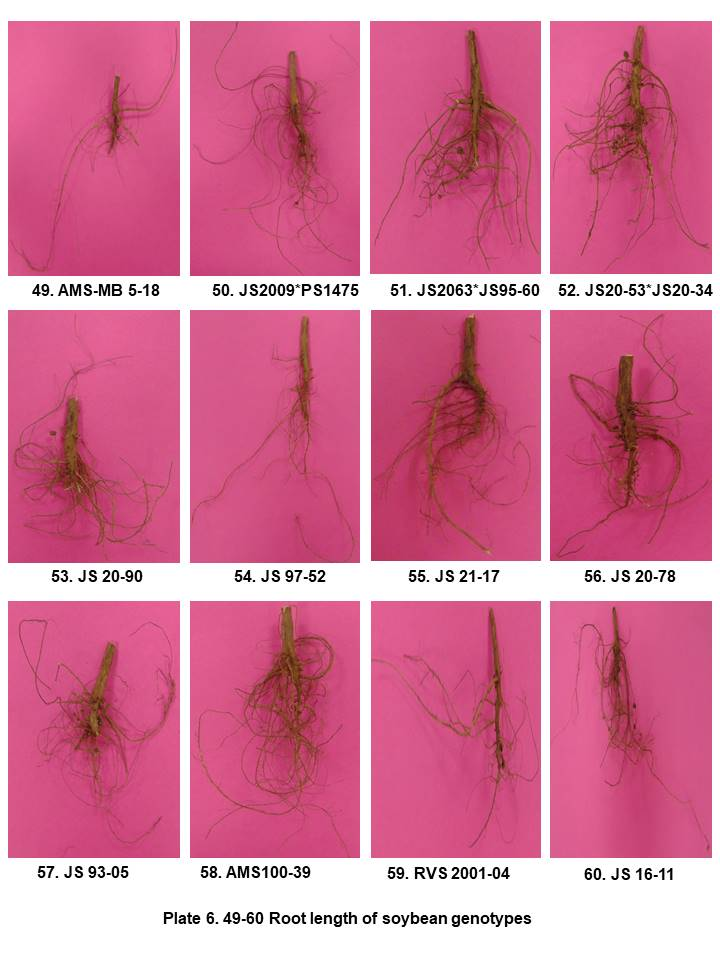 49. AMS-MB 5-18
50. JS2009*PS1475
51. JS2063*JS95-60
52. JS20-53*JS20-34
53. JS 20-90
54. JS 97-52
55. JS 21-17
56. JS 20-78
57. JS 93-05
58. AMS100-39
59. RVS 2001-04
60. JS 16-11
Plate 6. 49-60 Root length of soybean genotypes